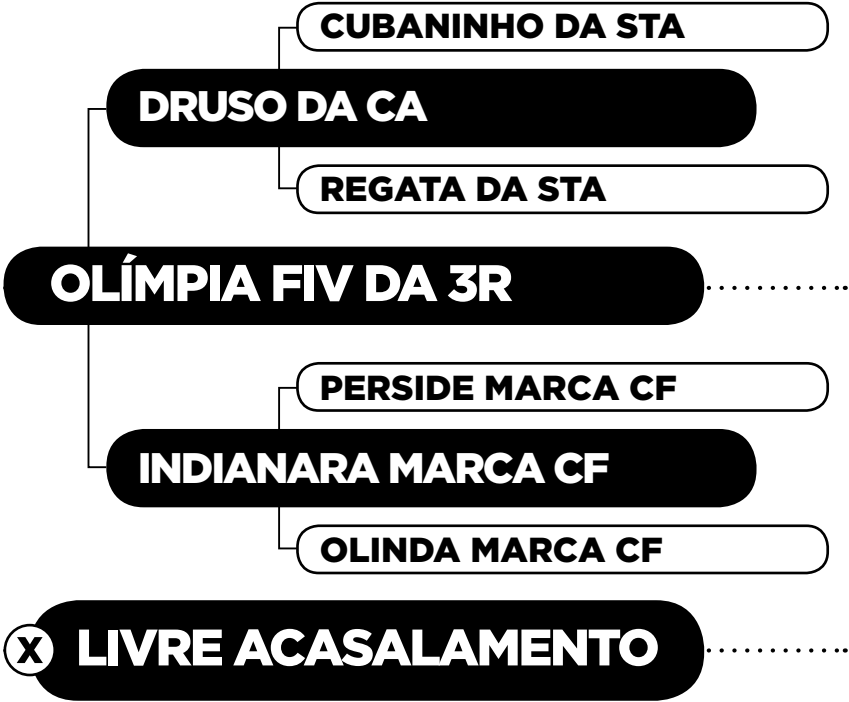 CUBANINHO DA STA
DRUSO DA CA
REGATA DA STA
OLÍMPIA FIV DA 3R
PERSIDE MARCA CF
INDIANARA MARCA CF
OLINDA MARCA CF
X LIVRE ACASALAMENTO